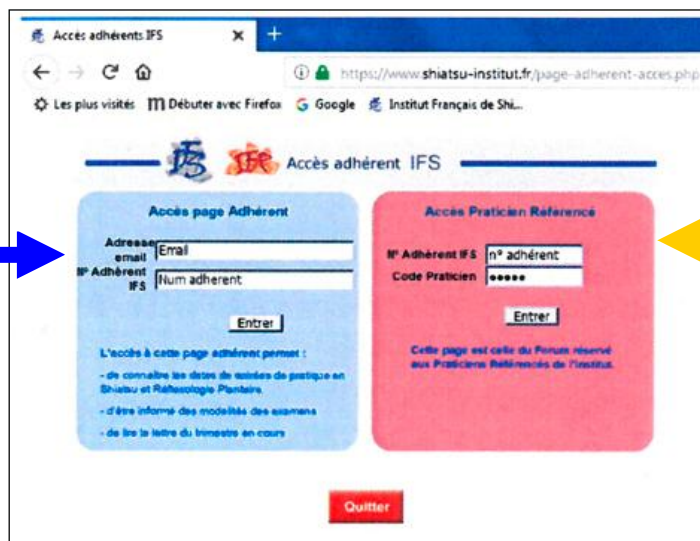 Accès adhérents IFS
https://www.shiatsu-institut.fr/page-adherent-acces.php
Les plus visités Débuter avec Firefox Google Institut Français de Shi...
Accès adhérent IFS
Accès page Adhérent
Adresse email Email
N° Adhèrent IFS Num adherent
Entrer
L'accès à cette page adhérent permet :
- de connaître les dates de soirées de pratique en
Shiatsu et Réflexologie Plantaire
- d'être informé des modalités des examens
- de lire la lettre du trimestre en cours
Accès Praticien Référencé
N° Adhèrent IFS n° adhérent
Code Praticien •••••
Entrer
Cette page est celle du Forum réservé
aux Praticiens Référencés de l'Institut.
Quitter